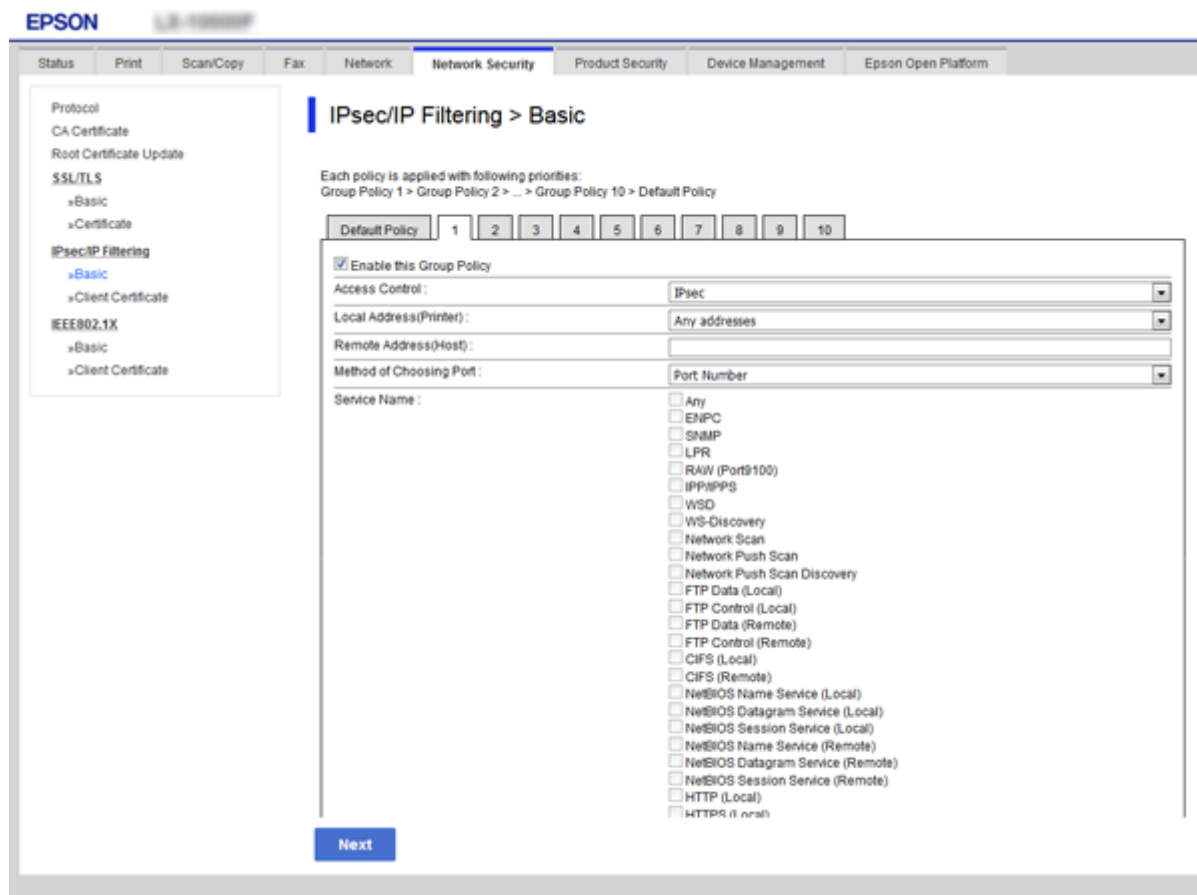 EPSON
Status Print Scan/Copy Fax Network Network Security Product Security Device Management Epson Open Platform
Protocol
CA Certificate
Root Certificate Update
SSL/TLS
»Basic
»Certificate
IPsec/IP Filtering
»Basic
»Client Certificate
IEEE802.1X
»Basic
»Client Certificate
IPsec/IP Filtering > Basic
Each policy is applied with following priorities:
Group Policy 1 > Group Policy 2 > ... > Group Policy 10 > Default Policy
Default Policy 1 2 3 4 5 6 7 8 9 10
Enable this Group Policy
Access Control : IPsec
Local Address(Printer) : Any addresses
Remote Address(Host) :
Method of Choosing Port : Port Number
Service Name : Any
ENPC
SNMP
LPR
RAW (Port9100)
IPP/IPPS
WSD
WS-Discovery
Network Scan
Network Push Scan
Network Push Scan Discovery
FTP Data (Local)
FTP Control (Local)
FTP Data (Remote)
FTP Control (Remote)
CIFS (Local)
CIFS (Remote)
NetBIOS Name Service (Local)
NetBIOS Datagram Service (Local)
NetBIOS Session Service (Local)
NetBIOS Name Service (Remote)
NetBIOS Datagram Service (Remote)
NetBIOS Session Service (Remote)
HTTP (Local)
HTTPS (Local)
Next